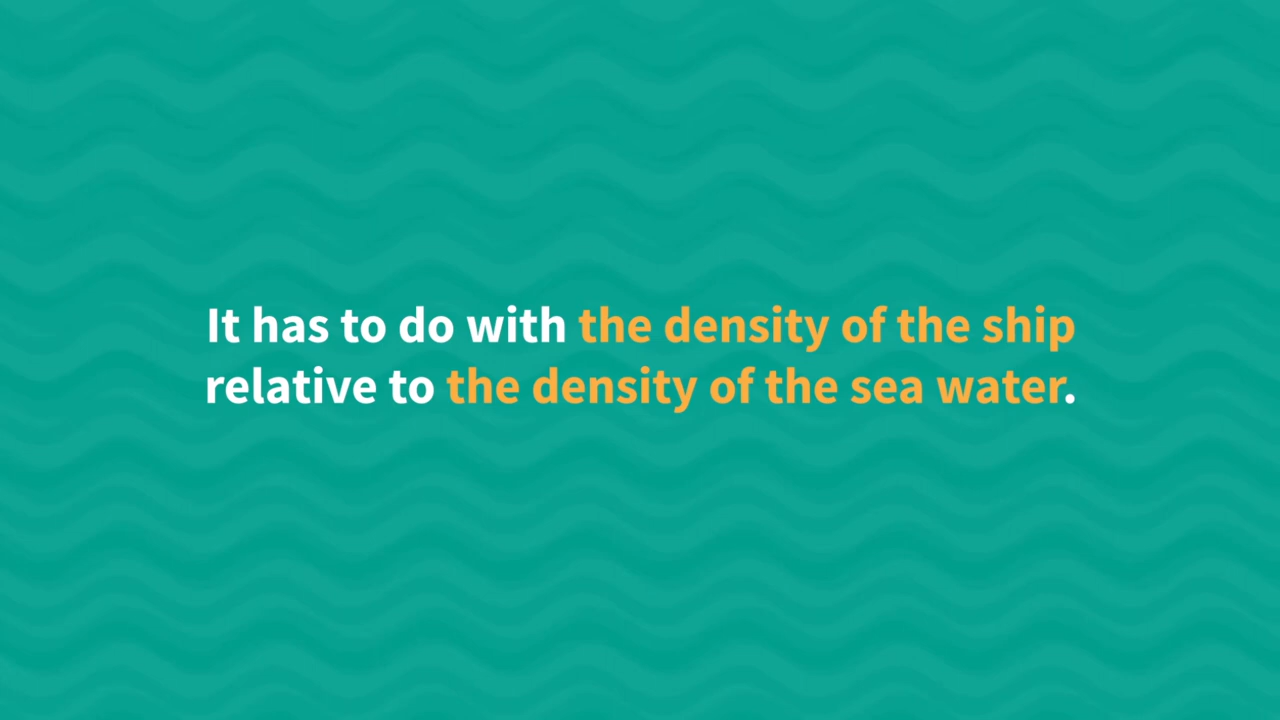 It has to do with the density of the ship
relative to the density of the sea water.